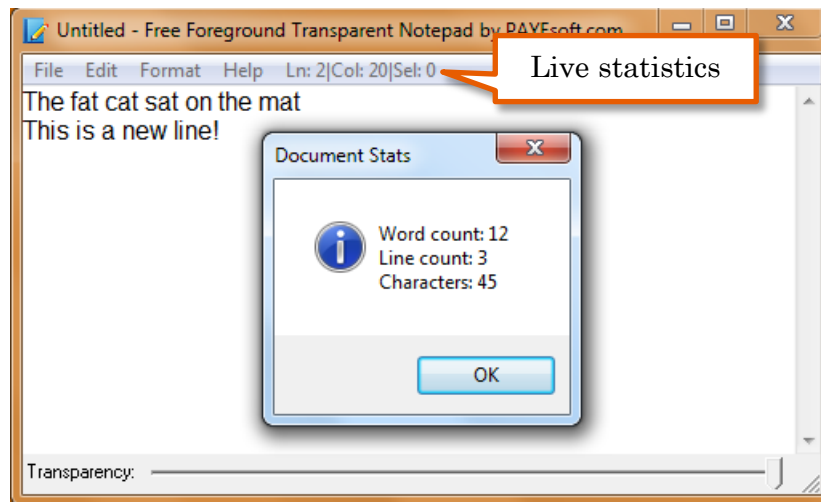 Untitled - Free Foreground Transparent Notepad by PAYEsoft.com
File Edit Format Help Ln: 2|Col: 20|Sel: 0
Live statistics
The fat cat sat on the mat
This is a new line!
Document Stats
Word count: 12
Line count: 3
Characters: 45
OK
Transparency: